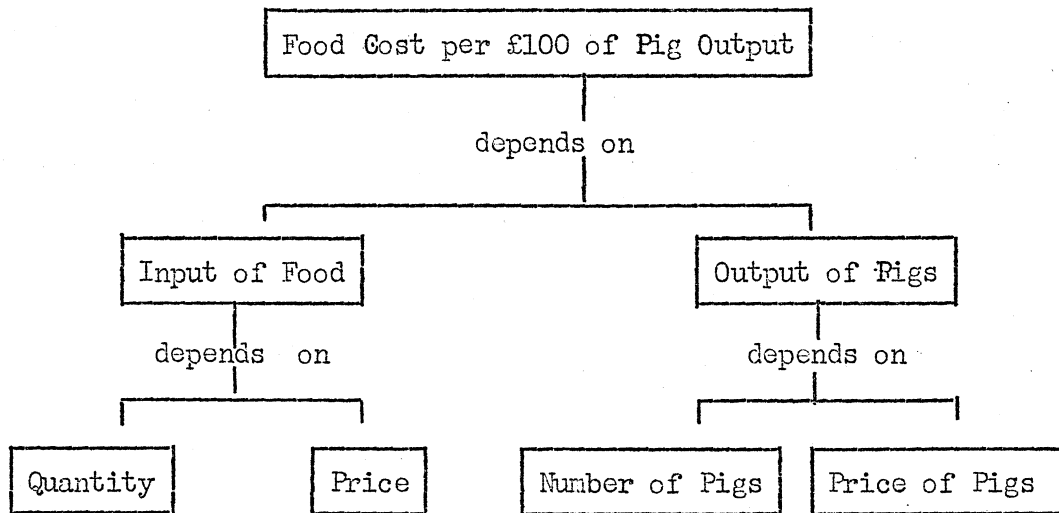 Food Cost per £100 of Pig Output
depends on
Input of Food
Output of Pigs
depends on
depends on
Quantity
Price
Number of Pigs
Price of Pigs